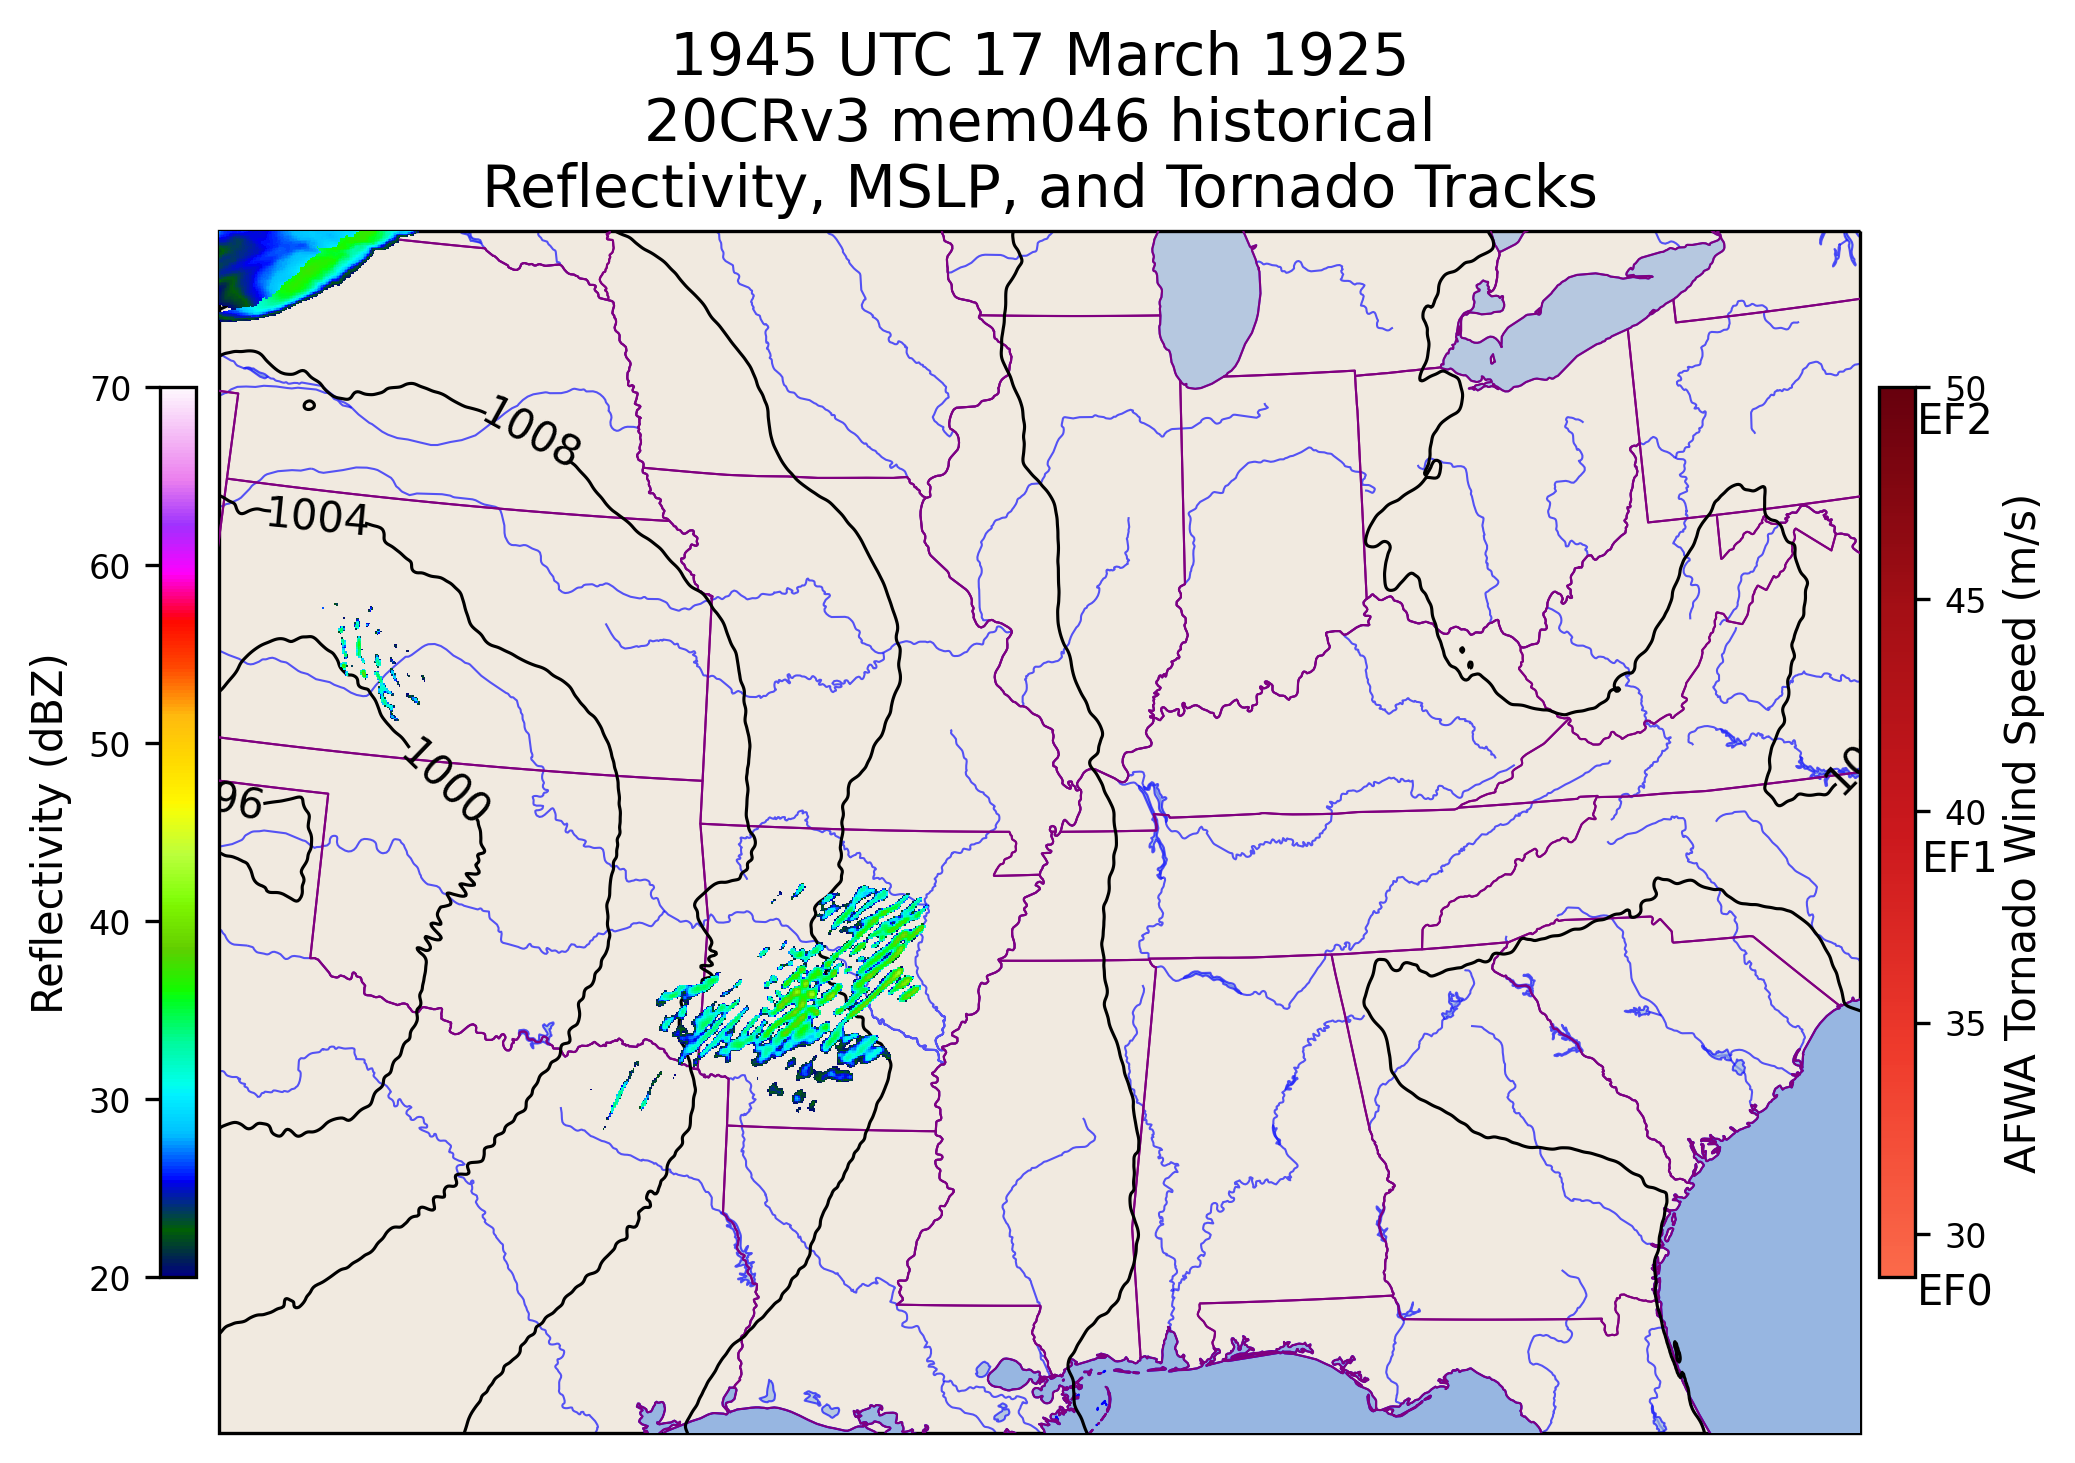 1945 UTC 17 March 1925
20CRv3 mem046 historical
Reflectivity, MSLP, and Tornado Tracks
70
60
50
40
30
20
Reflectivity (dBZ)
1008
1004
1000
96
10
50
EF2
45
40
EF1
35
30
EF0
AFWA Tornado Wind Speed (m/s)